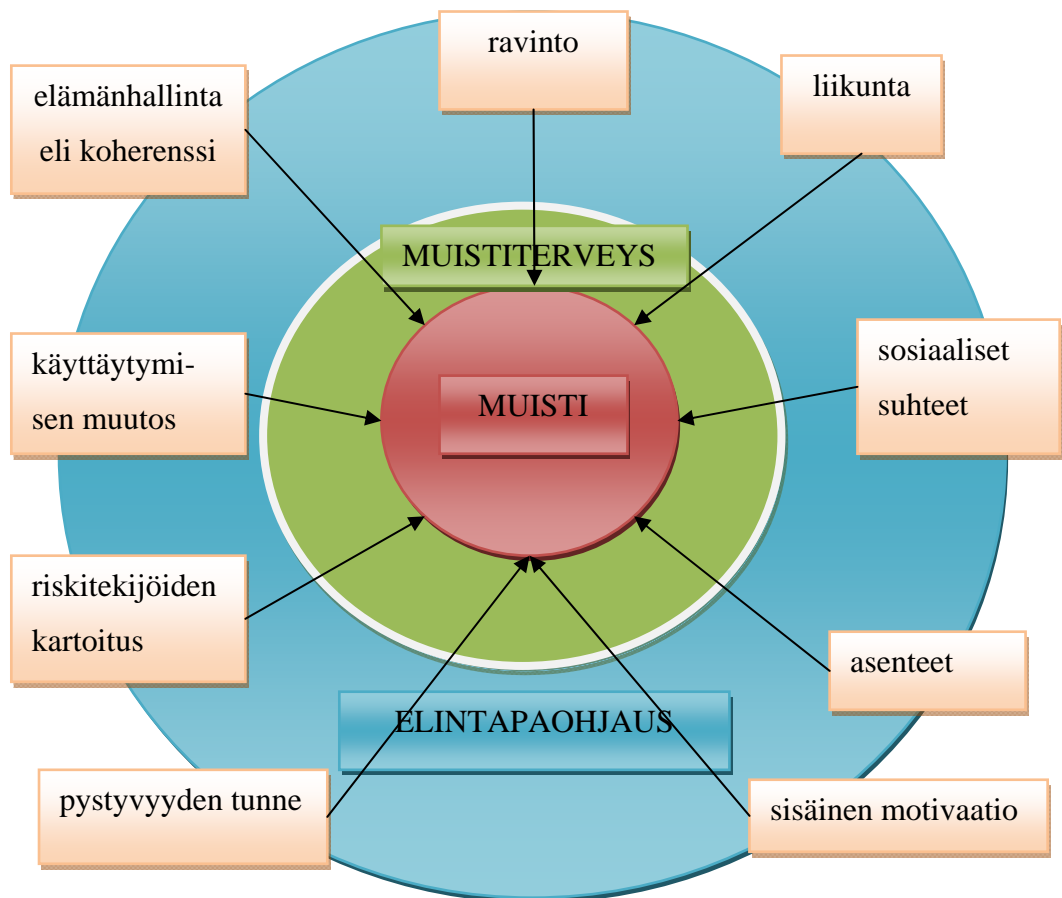 ravinto
elämänhallinta
eli koherenssi
liikunta
MUISTITERVEYS
käyttäytymi-
sen muutos
MUISTI
sosiaaliset
suhteet
riskitekijöiden
kartoitus
asenteet
ELINTAPAOHJAUS
pystyvyyden tunne
sisäinen motivaatio